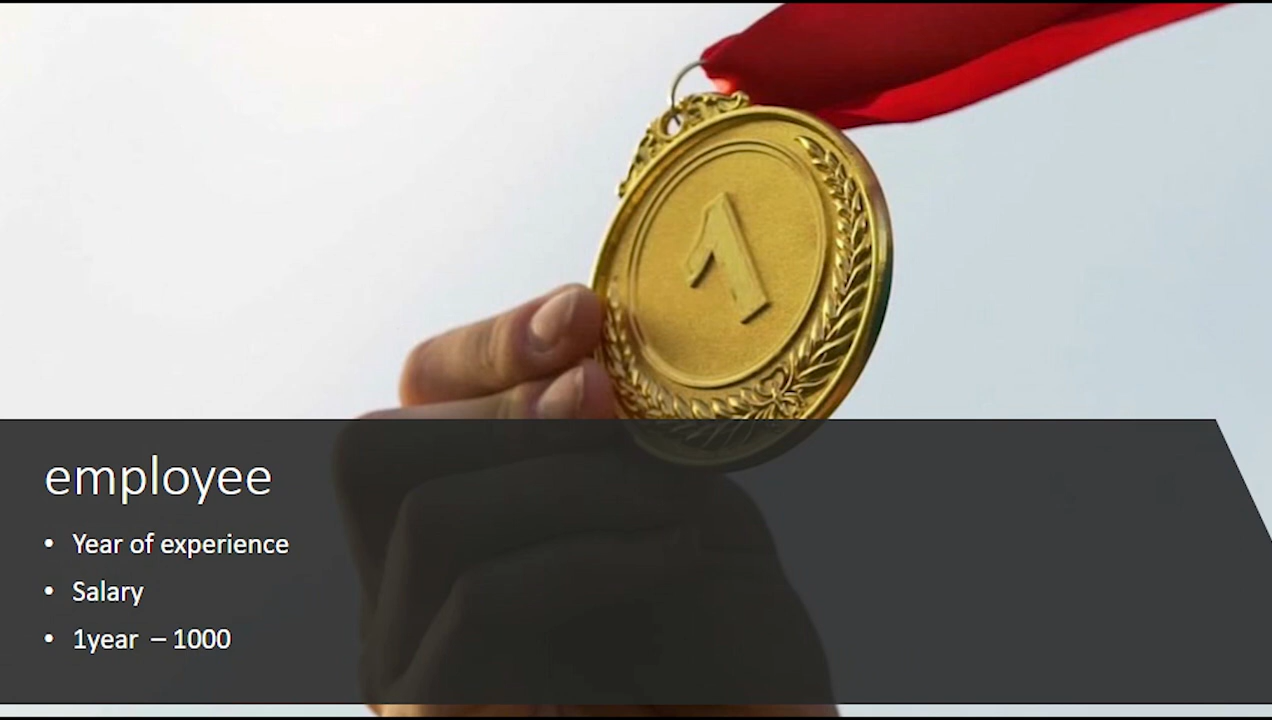 1
employee
• Year of experience
• Salary
• 1year – 1000